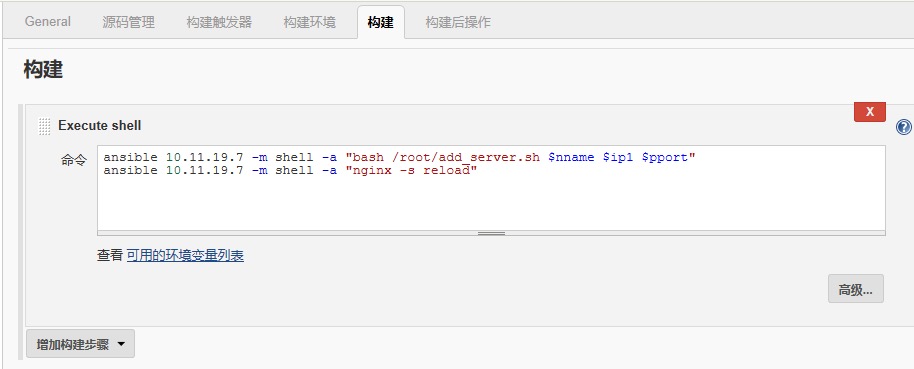 General 源码管理 构建触发器 构建环境 构建 构建后操作
构建
X
Execute shell
?
命令
ansible 10.11.19.7 -m shell -a "bash /root/add_server.sh $nname $ip1 $pport"
ansible 10.11.19.7 -m shell -a "nginx -s reload"
查看 可用的环境变量列表
高级...
增加构建步骤